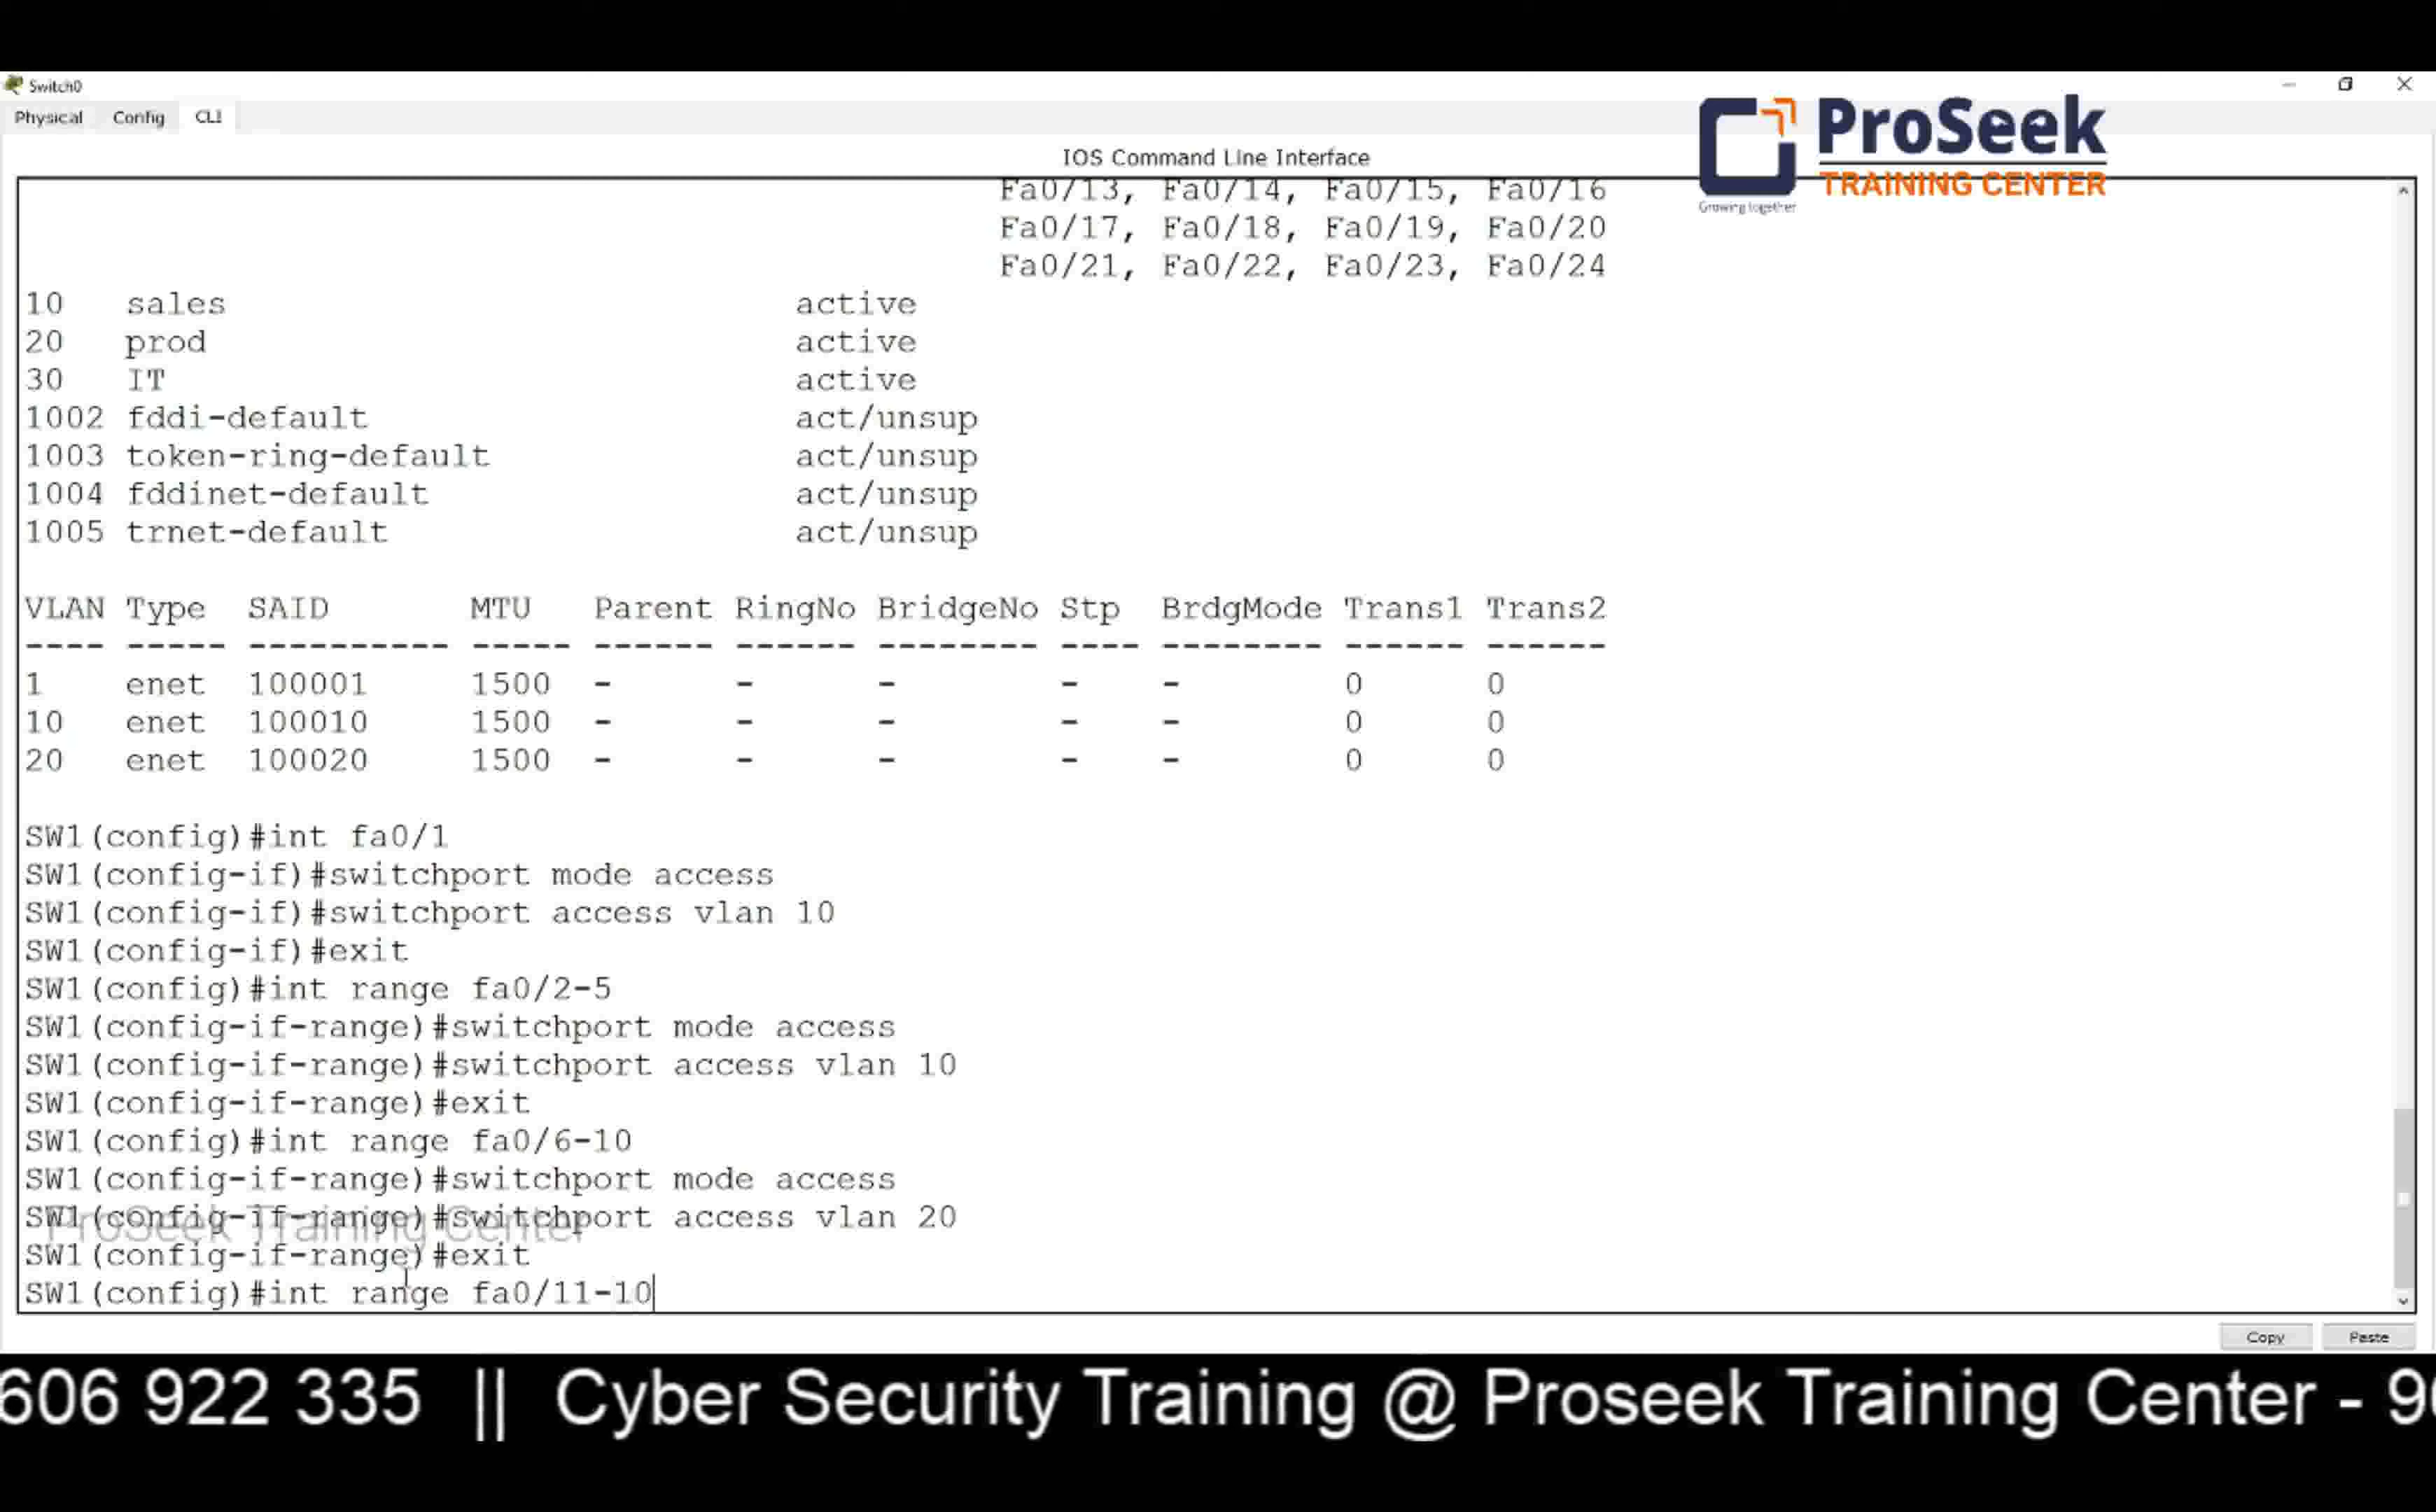 Switch0
Physical Config CLI
ProSeek
TRAINING CENTER
Growing together
IOS Command Line Interface
Fa0/13, Fa0/14, Fa0/15, Fa0/16
Fa0/17, Fa0/18, Fa0/19, Fa0/20
Fa0/21, Fa0/22, Fa0/23, Fa0/24
10 sales active
20 prod active
30 IT active
1002 fddi-default act/unsup
1003 token-ring-default act/unsup
1004 fddinet-default act/unsup
1005 trnet-default act/unsup
VLAN Type SAID MTU Parent RingNo BridgeNo Stp BrdgMode Trans1 Trans2
---- ----- ---------- ----- ------ ------ -------- ---- -------- ------ ------
1 enet 100001 1500 - - - - - 0 0
10 enet 100010 1500 - - - - - 0 0
20 enet 100020 1500 - - - - - 0 0
SW1(config)#int fa0/1
SW1(config-if)#switchport mode access
SW1(config-if)#switchport access vlan 10
SW1(config-if)#exit
SW1(config)#int range fa0/2-5
SW1(config-if-range)#switchport mode access
SW1(config-if-range)#switchport access vlan 10
SW1(config-if-range)#exit
SW1(config)#int range fa0/6-10
SW1(config-if-range)#switchport mode access
SW1(config-if-range)#switchport access vlan 20
ProSeek Training Center
SW1(config-if-range)#exit
SW1(config)#int range fa0/11-10
Copy Paste
606 922 335 || Cyber Security Training @ Proseek Training Center - 9